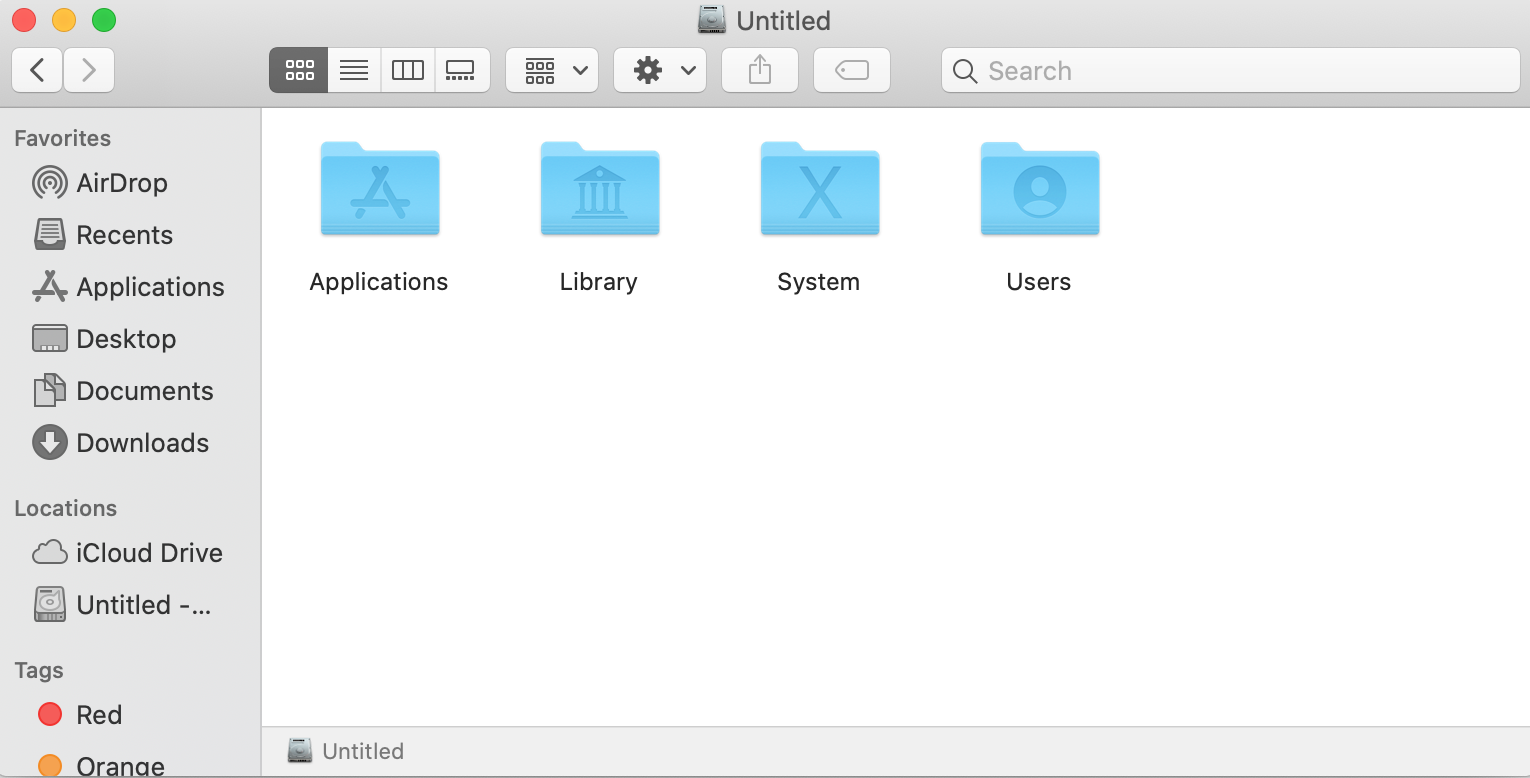 Untitled
Search
Favorites
AirDrop
Recents
Applications
Desktop
Documents
Downloads
Locations
iCloud Drive
Untitled -...
Tags
Red
Orange
Applications
Library
System
Users
Untitled